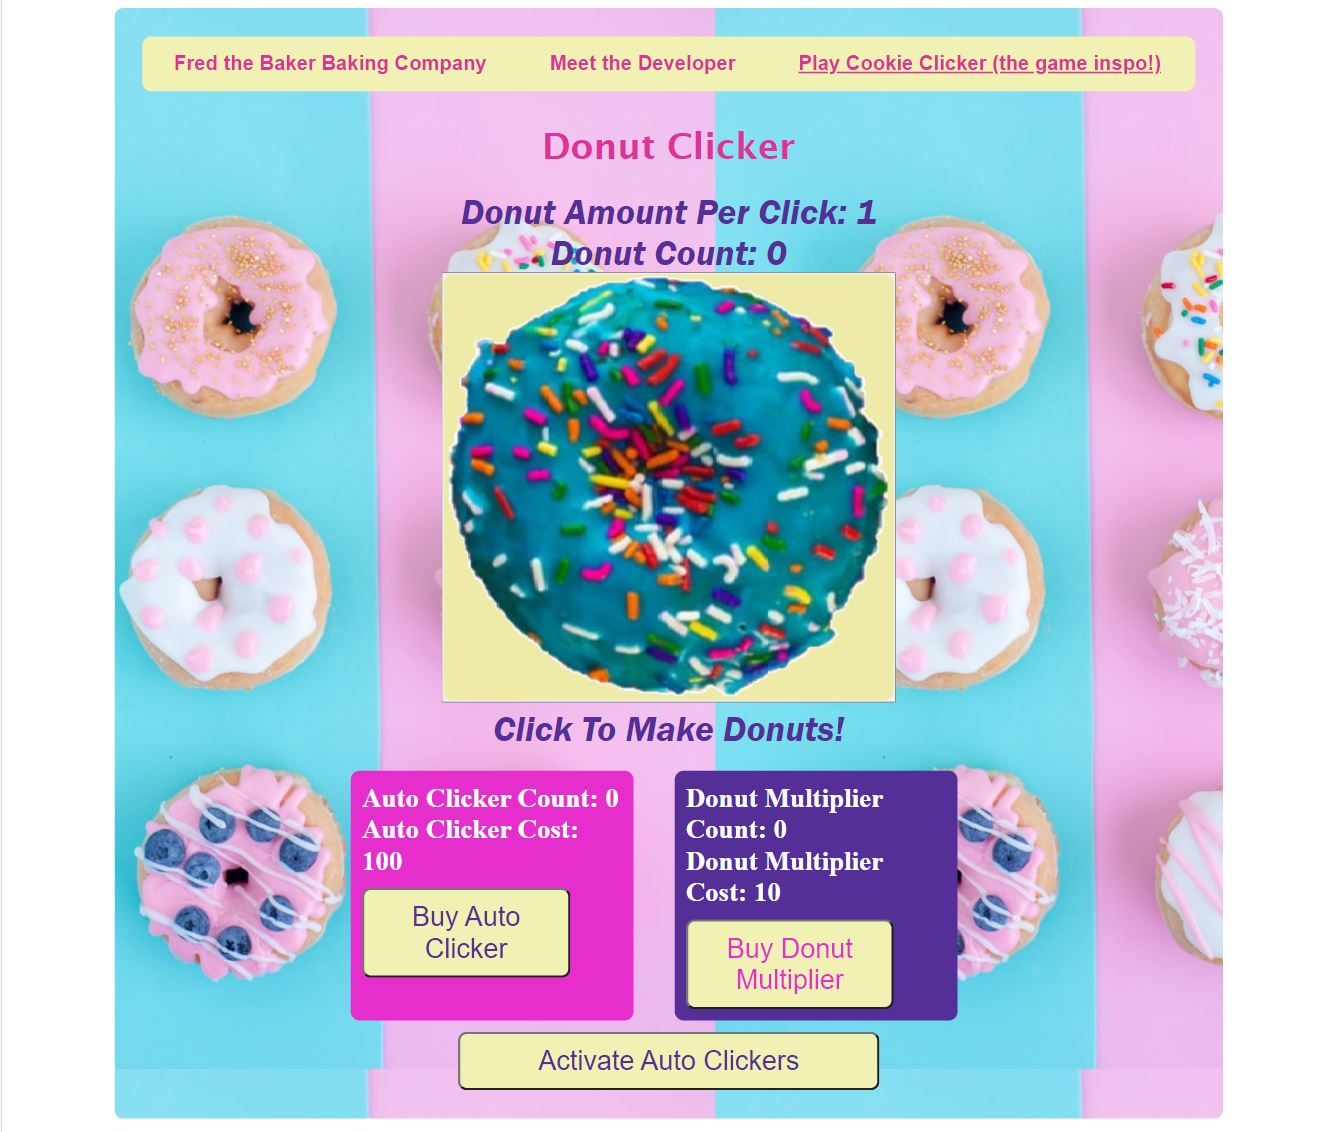 Fred the Baker Baking Company Meet the Developer Play Cookie Clicker (the game inspo!)
Donut Clicker
Donut Amount Per Click: 1
Donut Count: 0
Click To Make Donuts!
Auto Clicker Count: 0
Auto Clicker Cost:
100
Buy Auto
Clicker
Donut Multiplier
Count: 0
Donut Multiplier
Cost: 10
Buy Donut
Multiplier
Activate Auto Clickers